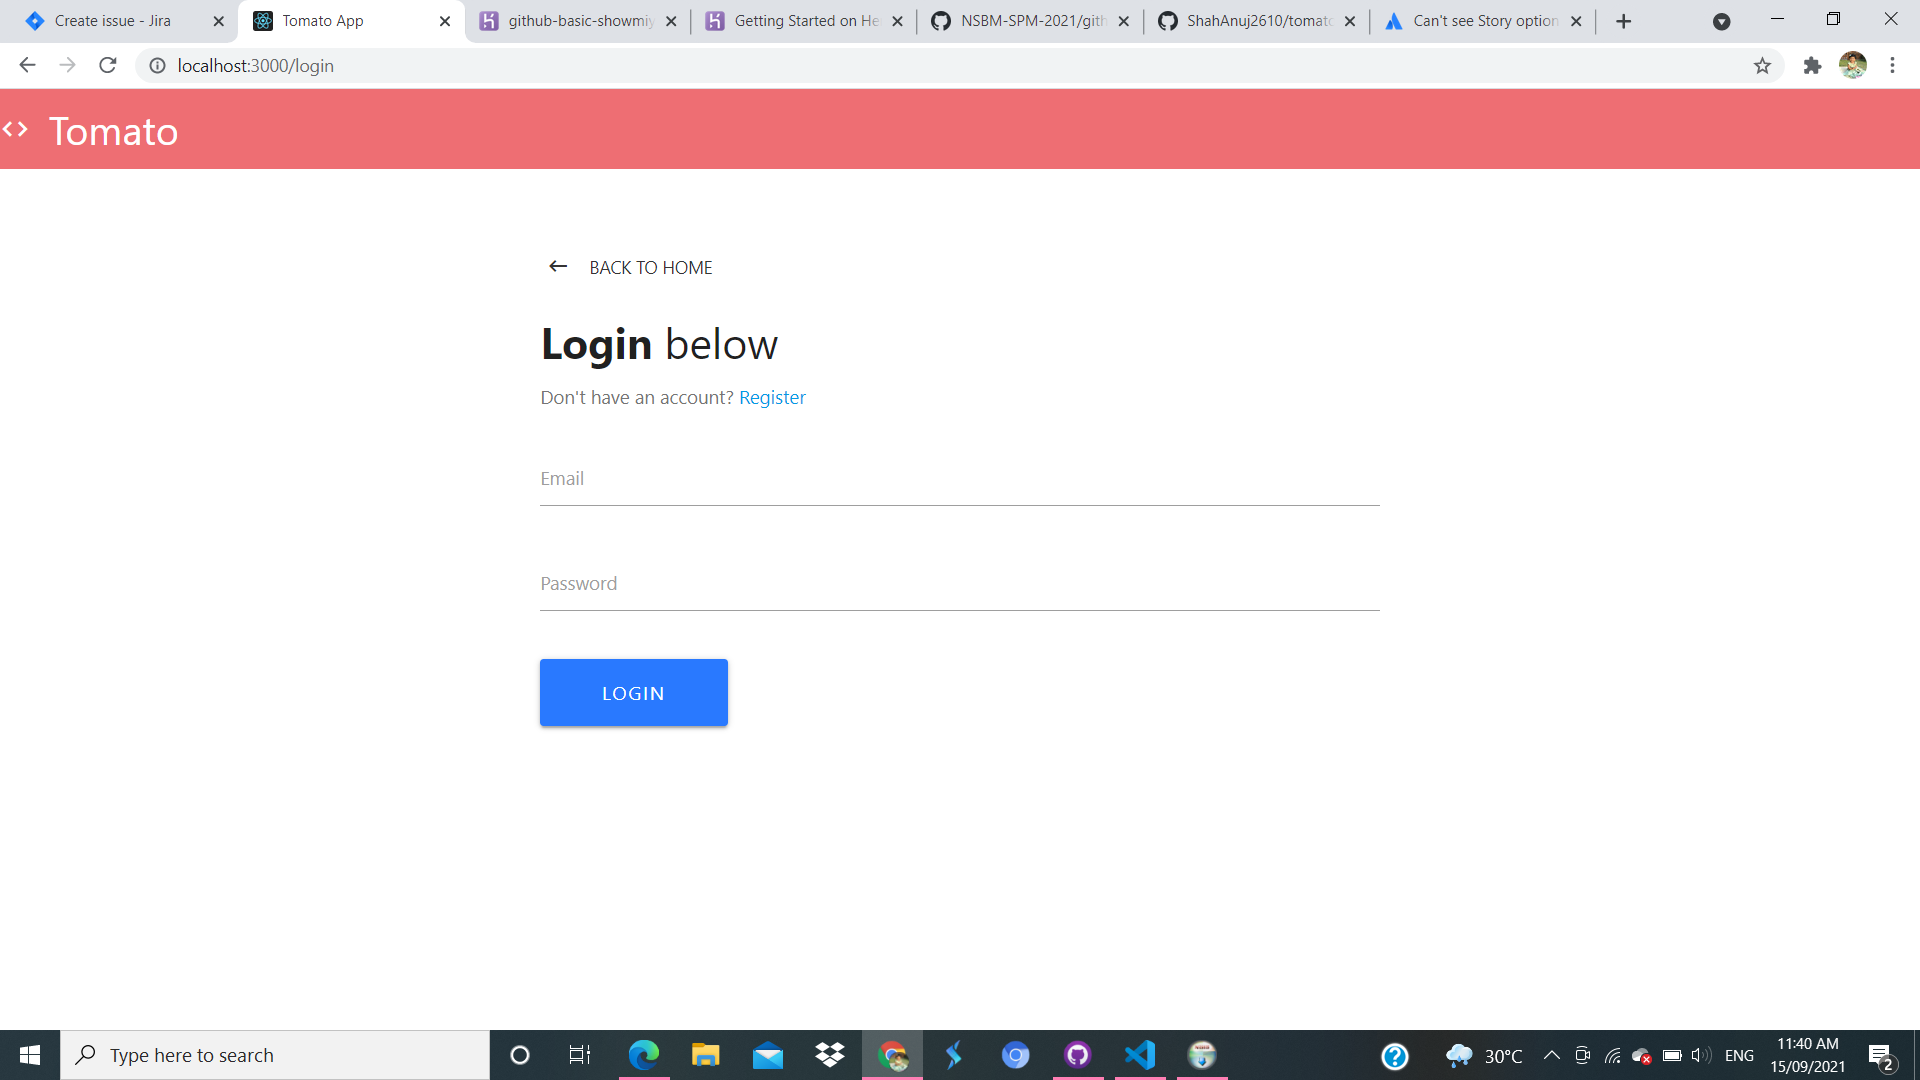 Create issue - Jira
Tomato App
github-basic-showmiy
Getting Started on He
NSBM-SPM-2021/gith
ShahAnuj2610/tomato
Can't see Story option
localhost:3000/login
<> Tomato
← BACK TO HOME
Login below
Don't have an account? Register
Email
Password
LOGIN
Type here to search
30°C
ENG
11:40 AM
15/09/2021
2